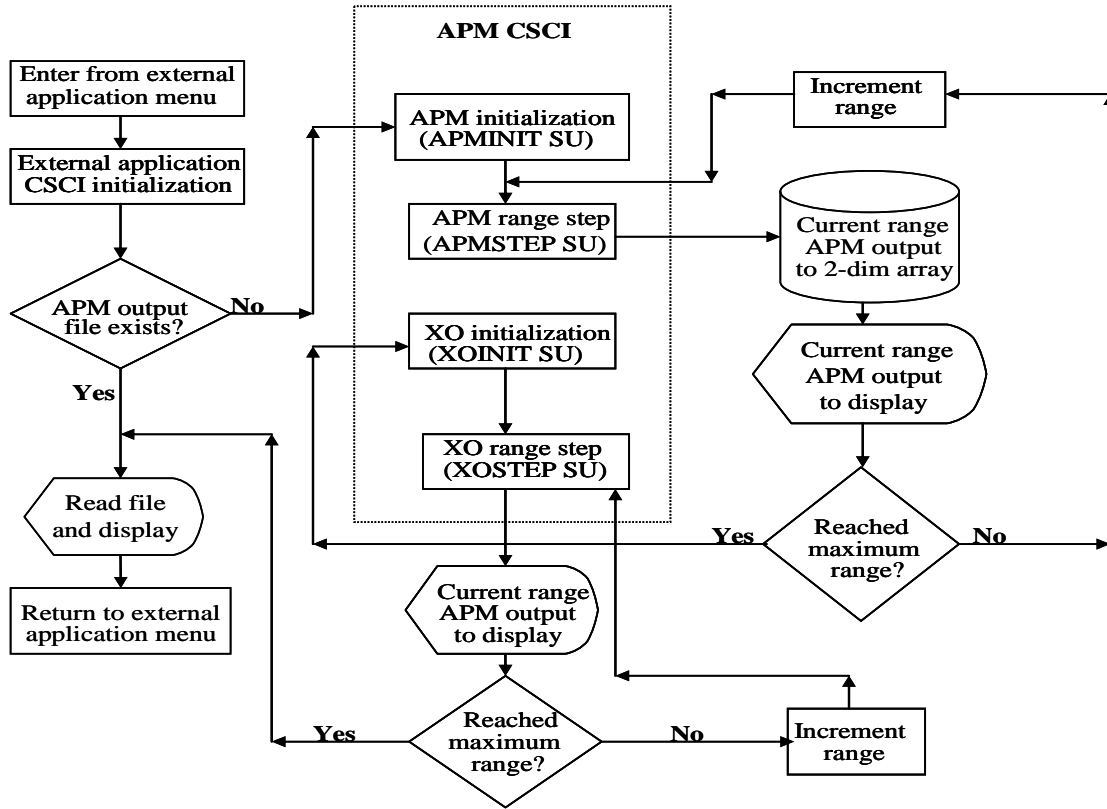 APM CSCI
Enter from external
application menu
External application
CSCI initialization
APM output
file exists?
No
Yes
Read file
and display
Return to external
application menu
APM initialization
(APMINIT SU)
APM range step
(APMSTEP SU)
XO initialization
(XOINIT SU)
XO range step
(XOSTEP SU)
Current range
APM output
to display
Reached
maximum
range?
Yes
No
Increment
range
Increment
range
Current range
APM output
to 2-dim array
Current range
APM output
to display
Reached
maximum
range?
Yes
No